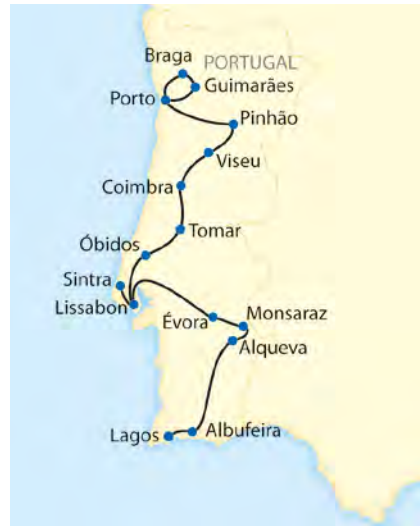 Braga
PORTUGAL
Guimarães
Porto
Pinhão
Viseu
Coimbra
Tomar
Óbidos
Sintra
Lissabon
Évora
Monsaraz
Alqueva
Lagos
Albufeira